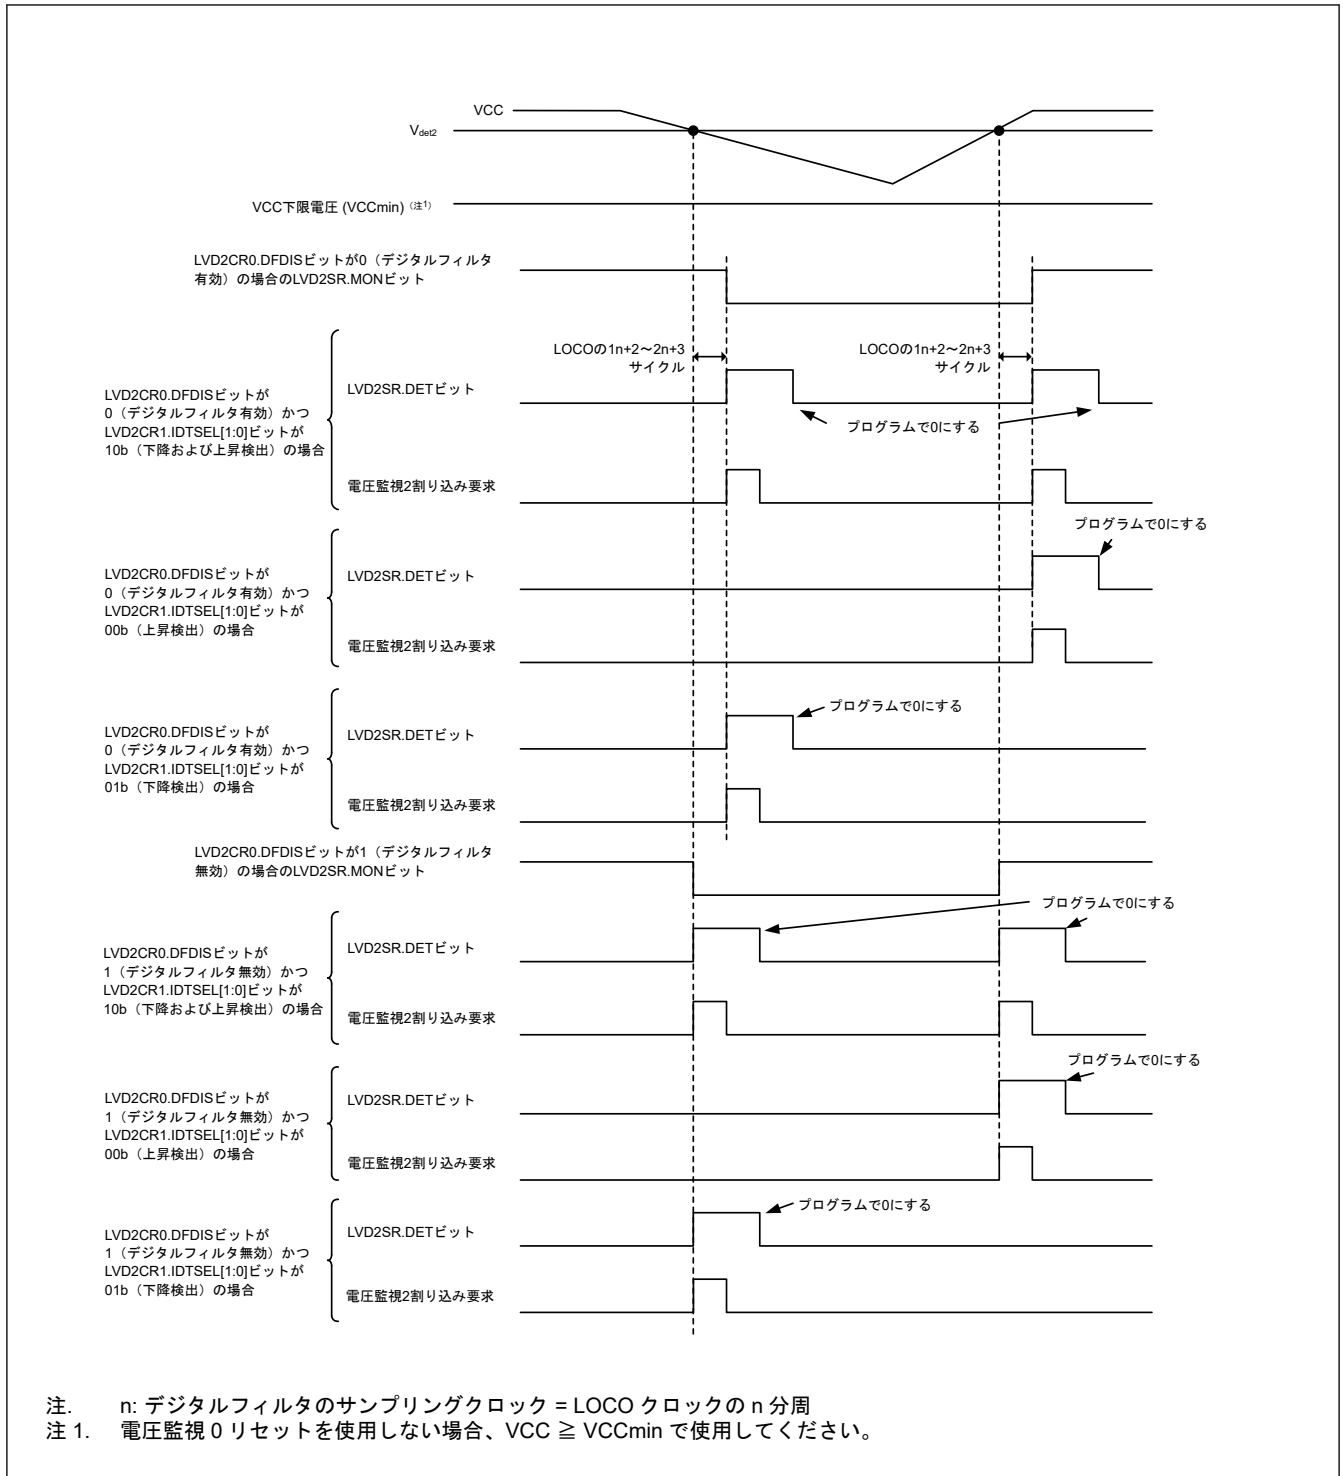 VCC
Vdet2
VCC下限電圧 (VCCmin)（注1）
LVD2CR0.DFDISビットが0（デジタルフィルタ
有効）の場合のLVD2SR.MONビット
LOCOの1n+2～2n+3
サイクル
LOCOの1n+2～2n+3
サイクル
LVD2CR0.DFDISビットが
0（デジタルフィルタ有効）かつ
LVD2CR1.IDTSEL[1:0]ビットが
10b（下降および上昇検出）の場合
LVD2SR.DETビット
プログラムで0にする
電圧監視2割り込み要求
プログラムで0にする
LVD2CR0.DFDISビットが
0（デジタルフィルタ有効）かつ
LVD2CR1.IDTSEL[1:0]ビットが
00b（上昇検出）の場合
LVD2SR.DETビット
電圧監視2割り込み要求
プログラムで0にする
LVD2CR0.DFDISビットが
0（デジタルフィルタ有効）かつ
LVD2CR1.IDTSEL[1:0]ビットが
01b（下降検出）の場合
LVD2SR.DETビット
電圧監視2割り込み要求
LVD2CR0.DFDISビットが1（デジタルフィルタ
無効）の場合のLVD2SR.MONビット
プログラムで0にする
LVD2CR0.DFDISビットが
1（デジタルフィルタ無効）かつ
LVD2CR1.IDTSEL[1:0]ビットが
10b（下降および上昇検出）の場合
LVD2SR.DETビット
電圧監視2割り込み要求
プログラムで0にする
LVD2CR0.DFDISビットが
1（デジタルフィルタ無効）かつ
LVD2CR1.IDTSEL[1:0]ビットが
00b（上昇検出）の場合
LVD2SR.DETビット
電圧監視2割り込み要求
プログラムで0にする
LVD2CR0.DFDISビットが
1（デジタルフィルタ無効）かつ
LVD2CR1.IDTSEL[1:0]ビットが
01b（下降検出）の場合
LVD2SR.DETビット
電圧監視2割り込み要求
注. n: デジタルフィルタのサンプリングクロック = LOCO クロックの n 分周
注 1. 電圧監視 0 リセットを使用しない場合、VCC ≧ VCCmin で使用してください。